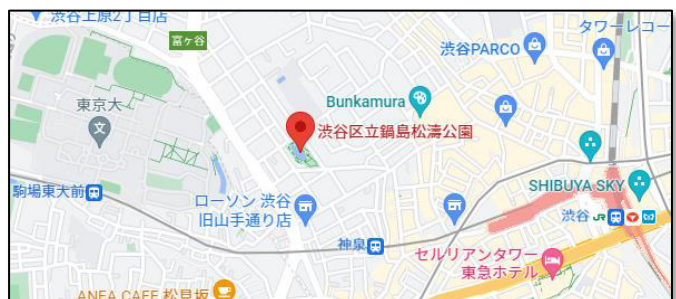 渋谷上原2丁目店
富ヶ谷
タワーレコー
渋谷PARCO
東京大
文
Bunkamura
渋谷区立鍋島松濤公園
駒場東大前
ローソン 渋谷
旧山手通り店
SHIBUYA SKY
渋谷
JR
神泉
セルリアンタワー
東急ホテル
ANEA CAFE 松見坂